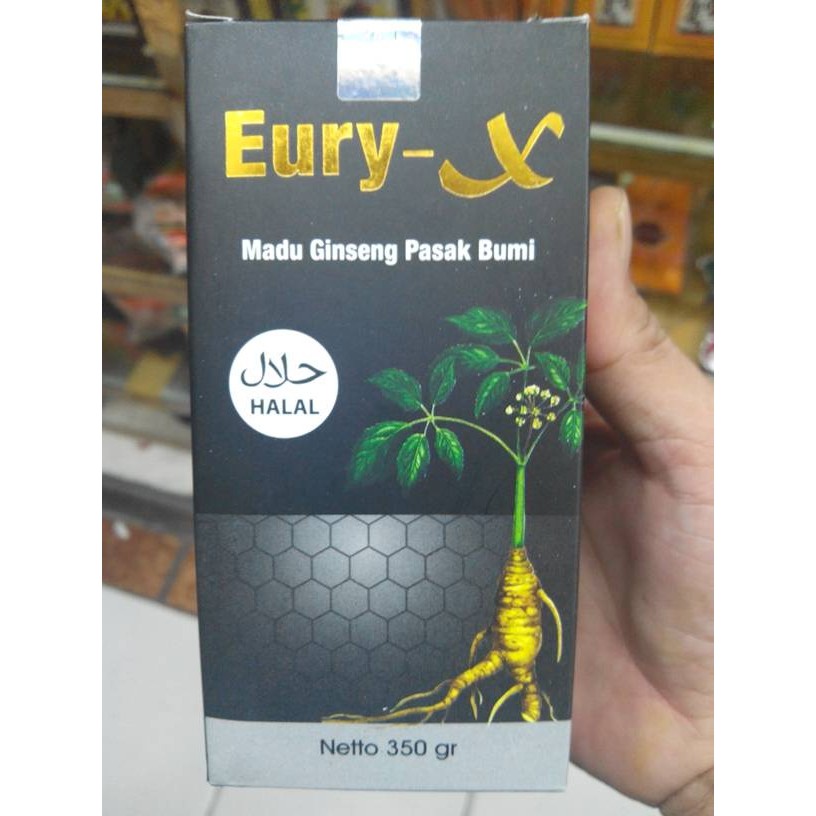 Eury-X
Madu Ginseng Pasak Bumi
حلال
HALAL
Netto 350 gr